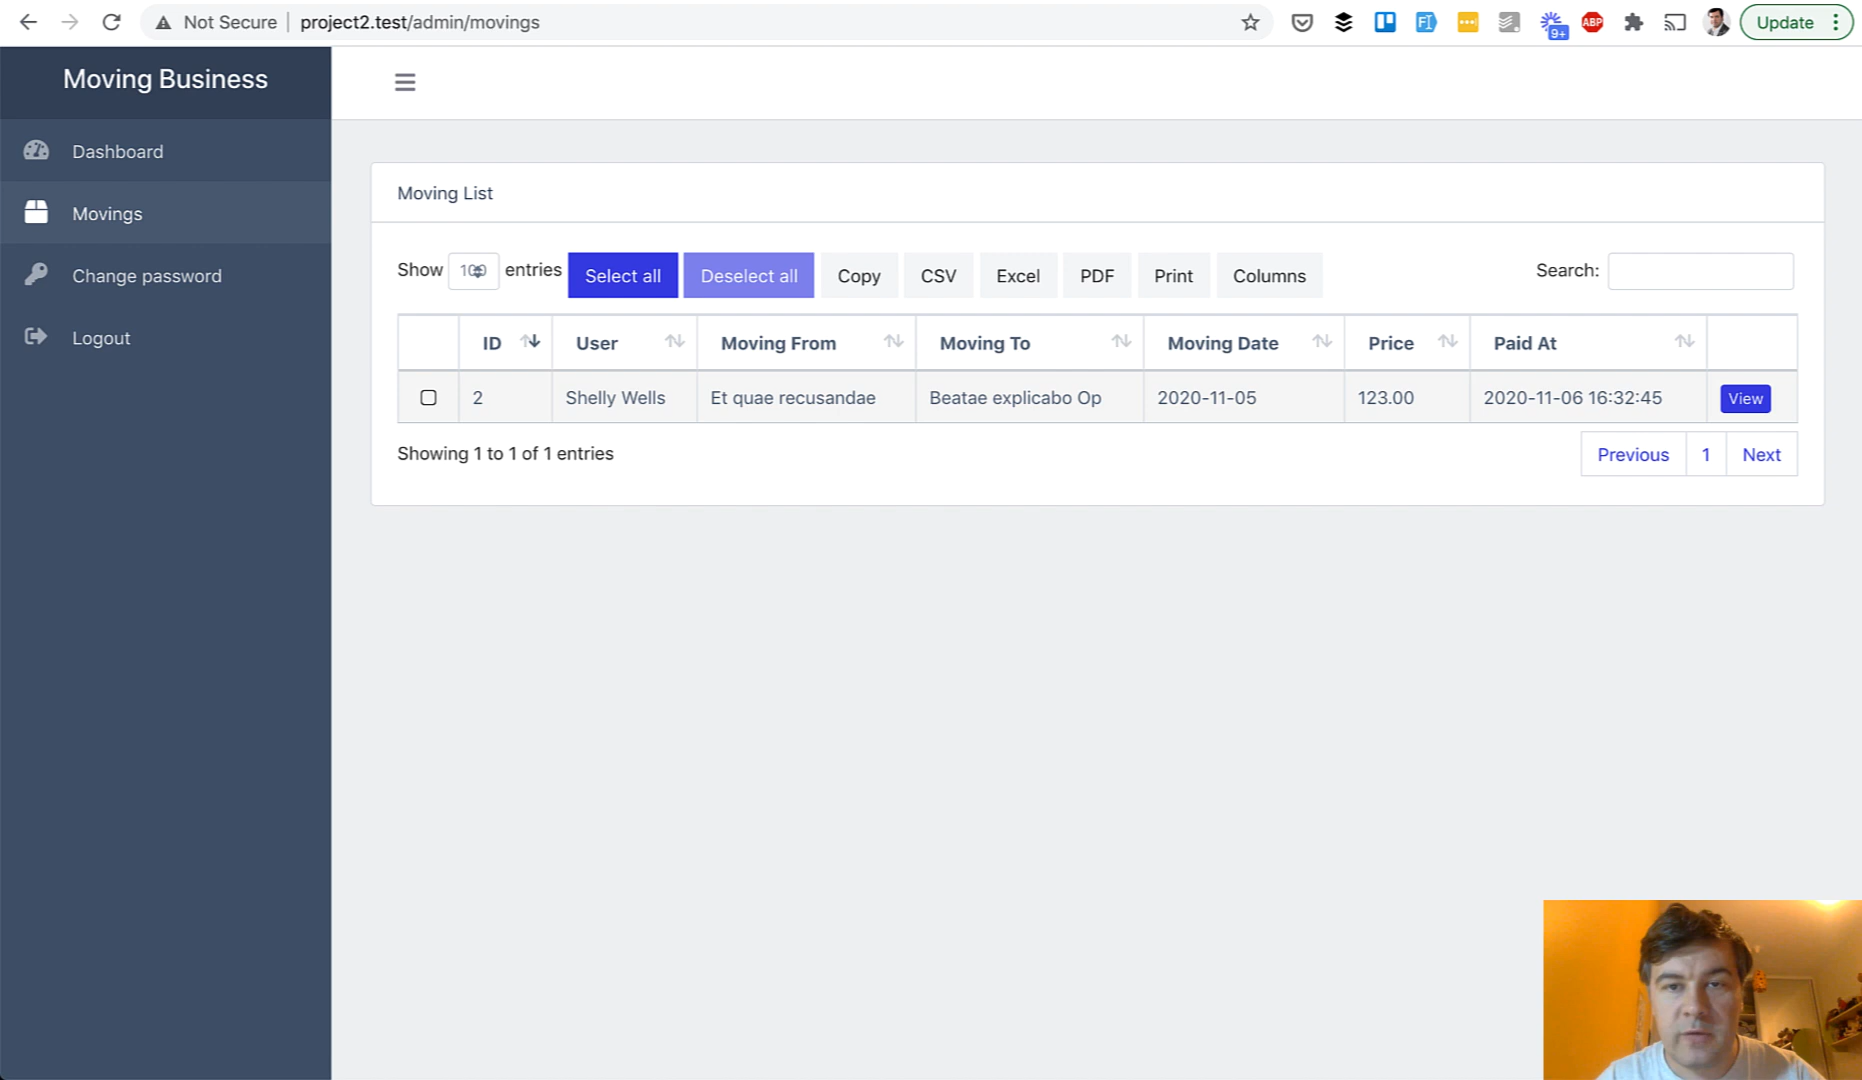 Not Secure | project2.test/admin/movings
9+
ABP
Update
Moving Business
Dashboard
Movings
Change password
Logout
Moving List
Show 100 entries Select all Deselect all Copy CSV Excel PDF Print Columns Search:
ID User Moving From Moving To Moving Date Price Paid At
2 Shelly Wells Et quae recusandae Beatae explicabo Op 2020-11-05 123.00 2020-11-06 16:32:45 View
Showing 1 to 1 of 1 entries
Previous 1 Next